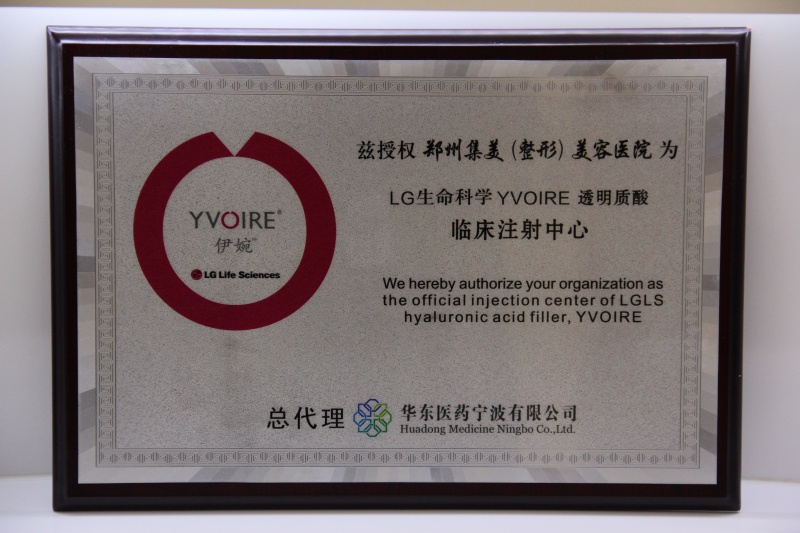 YVOIRE®
伊婉™
LG Life Sciences
兹授权 郑州集美（整形）美容医院 为
LG生命科学 YVOIRE 透明质酸
临床注射中心
We hereby authorize your organization as
the official injection center of LGLS
hyaluronic acid filler, YVOIRE
总代理 华东医药宁波有限公司
Huadong Medicine Ningbo Co.,Ltd.